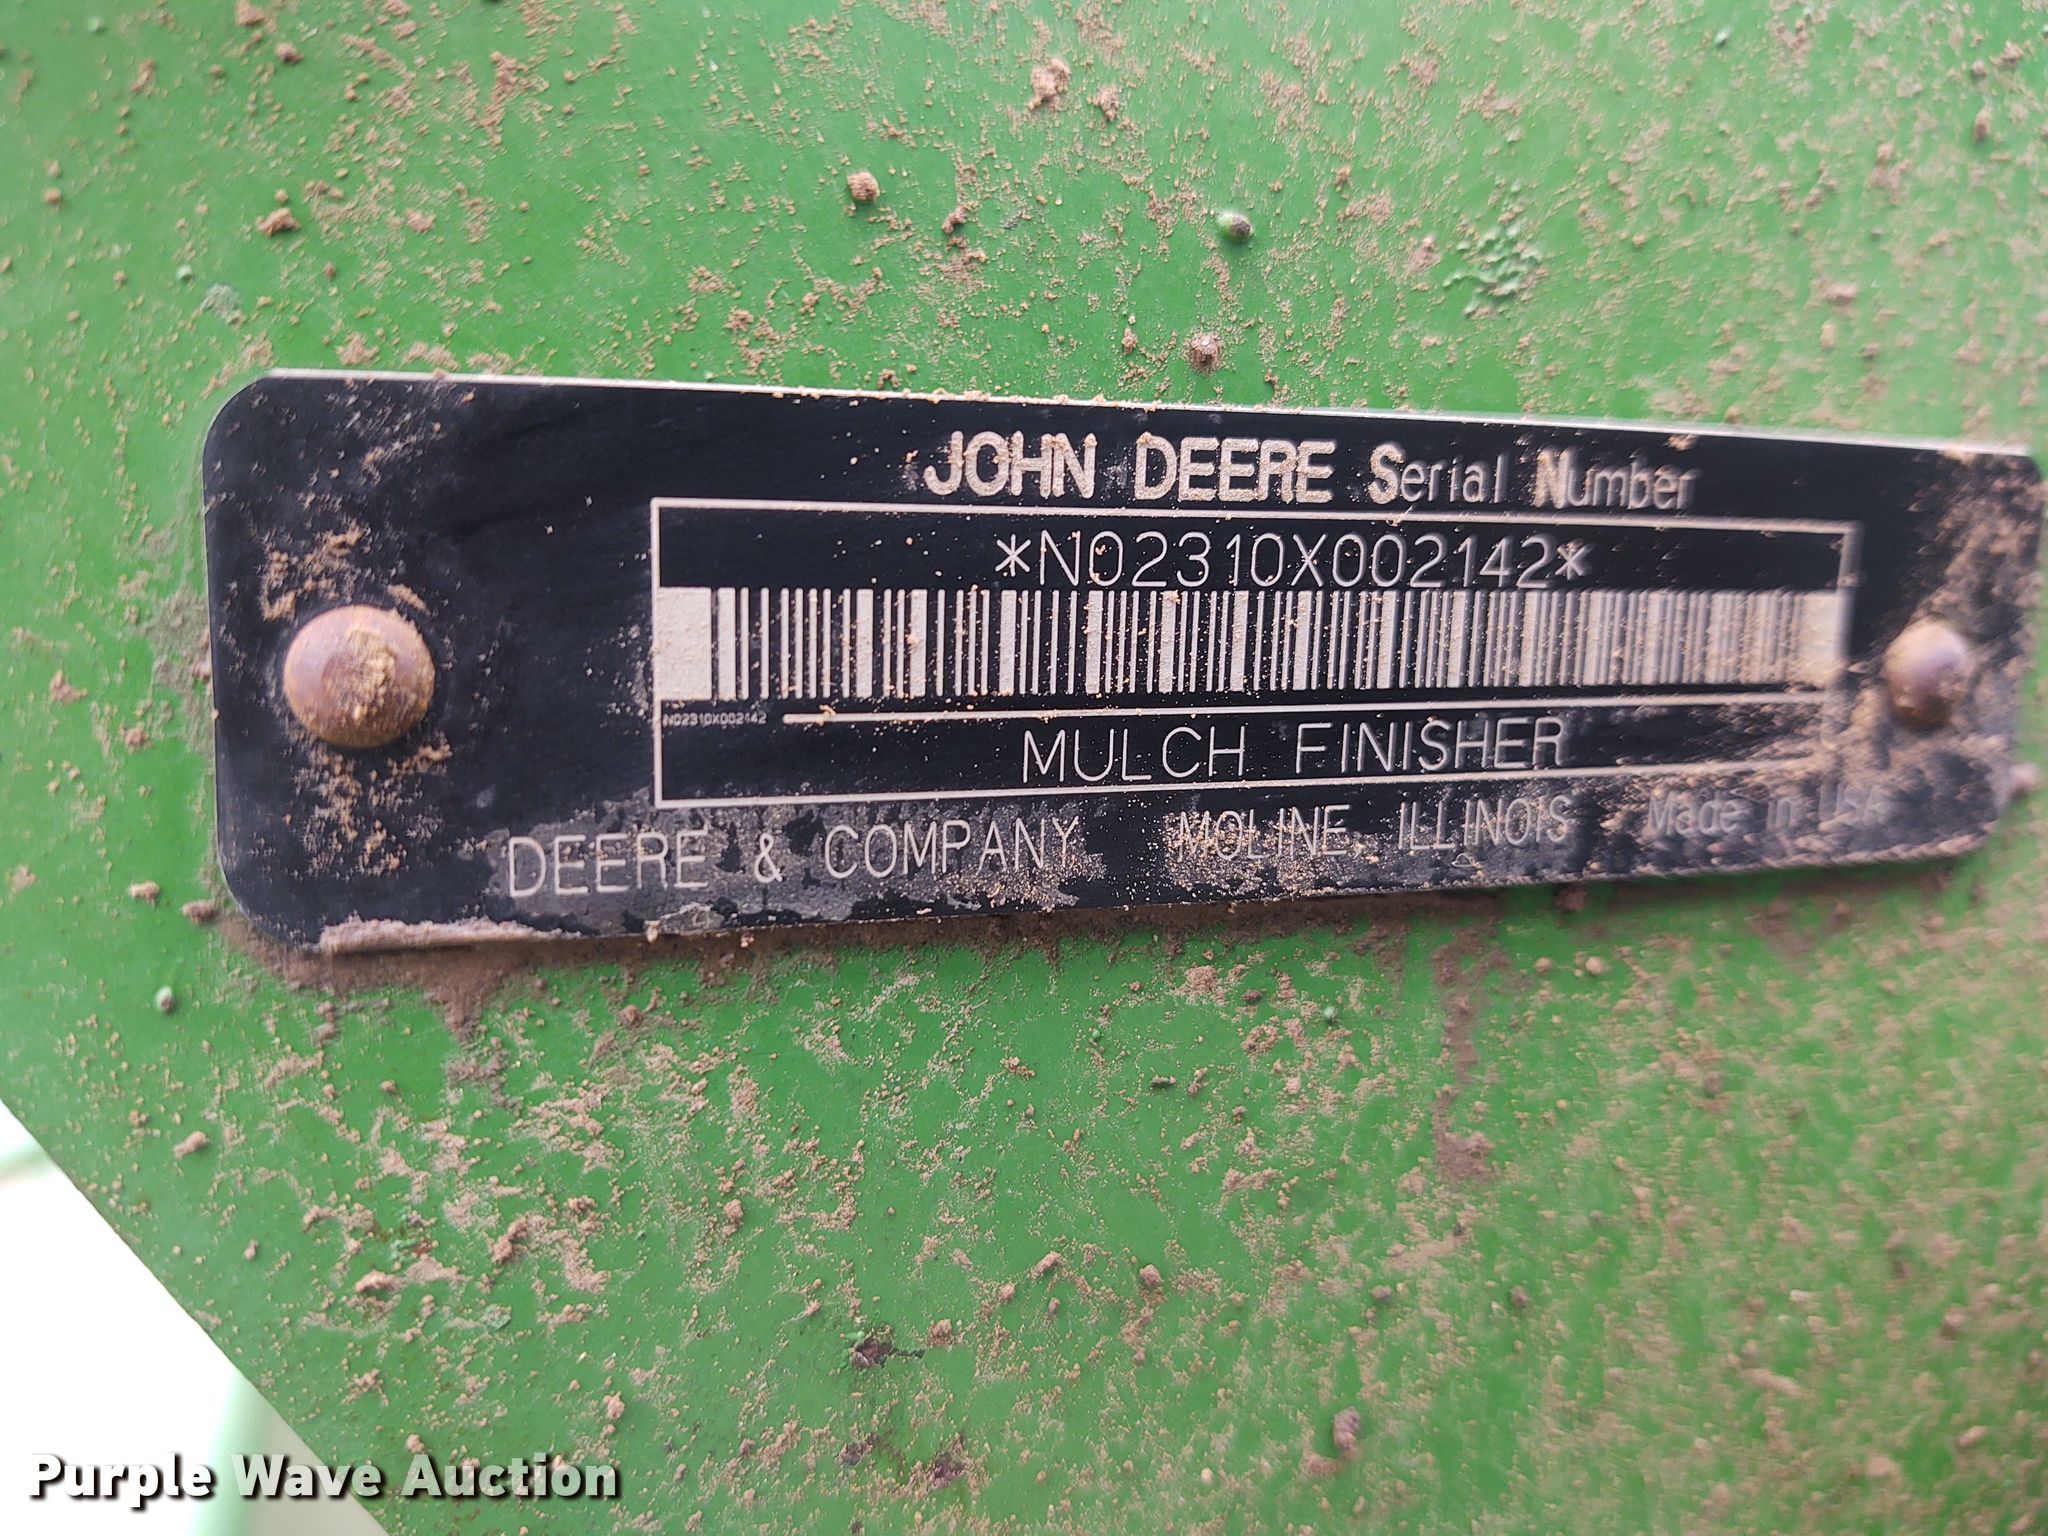 JOHN DEERE Serial Number
*N02310X002142*
N02310X002142
MULCH FINISHER
DEERE & COMPANY MOLINE, ILLINOIS Made in USA
Purple Wave Auction